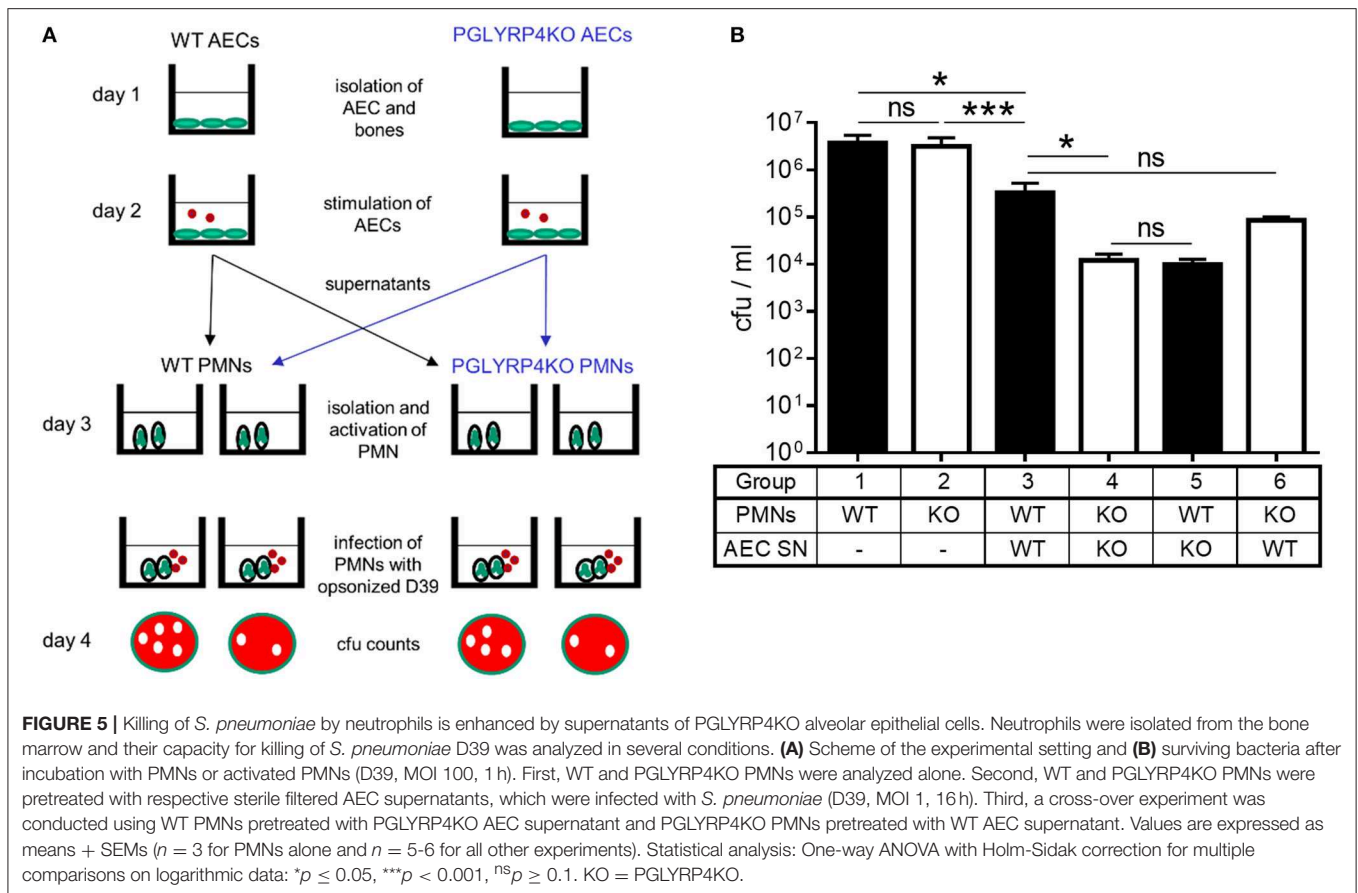 A
WT AECs
PGLYRP4KO AECs
day 1
isolation of
AEC and
bones
day 2
stimulation of
AECs
supernatants
WT PMNs
PGLYRP4KO PMNs
day 3
isolation and
activation of
PMN
infection of
PMNs with
opsonized D39
day 4
cfu counts
B
*
ns
***
*
ns
ns
cfu / ml
10⁷
10⁶
10⁵
10⁴
10³
10²
10¹
10⁰
Group 1 2 3 4 5 6
PMNs WT KO WT KO WT KO
AEC SN - - WT KO KO WT
FIGURE 5 | Killing of S. pneumoniae by neutrophils is enhanced by supernatants of PGLYRP4KO alveolar epithelial cells. Neutrophils were isolated from the bone
marrow and their capacity for killing of S. pneumoniae D39 was analyzed in several conditions. (A) Scheme of the experimental setting and (B) surviving bacteria after
incubation with PMNs or activated PMNs (D39, MOI 100, 1 h). First, WT and PGLYRP4KO PMNs were analyzed alone. Second, WT and PGLYRP4KO PMNs were
pretreated with respective sterile filtered AEC supernatants, which were infected with S. pneumoniae (D39, MOI 1, 16 h). Third, a cross-over experiment was
conducted using WT PMNs pretreated with PGLYRP4KO AEC supernatant and PGLYRP4KO PMNs pretreated with WT AEC supernatant. Values are expressed as
means + SEMs (n = 3 for PMNs alone and n = 5-6 for all other experiments). Statistical analysis: One-way ANOVA with Holm-Sidak correction for multiple
comparisons on logarithmic data: *p ≤ 0.05, ***p < 0.001, ⁿˢp ≥ 0.1. KO = PGLYRP4KO.